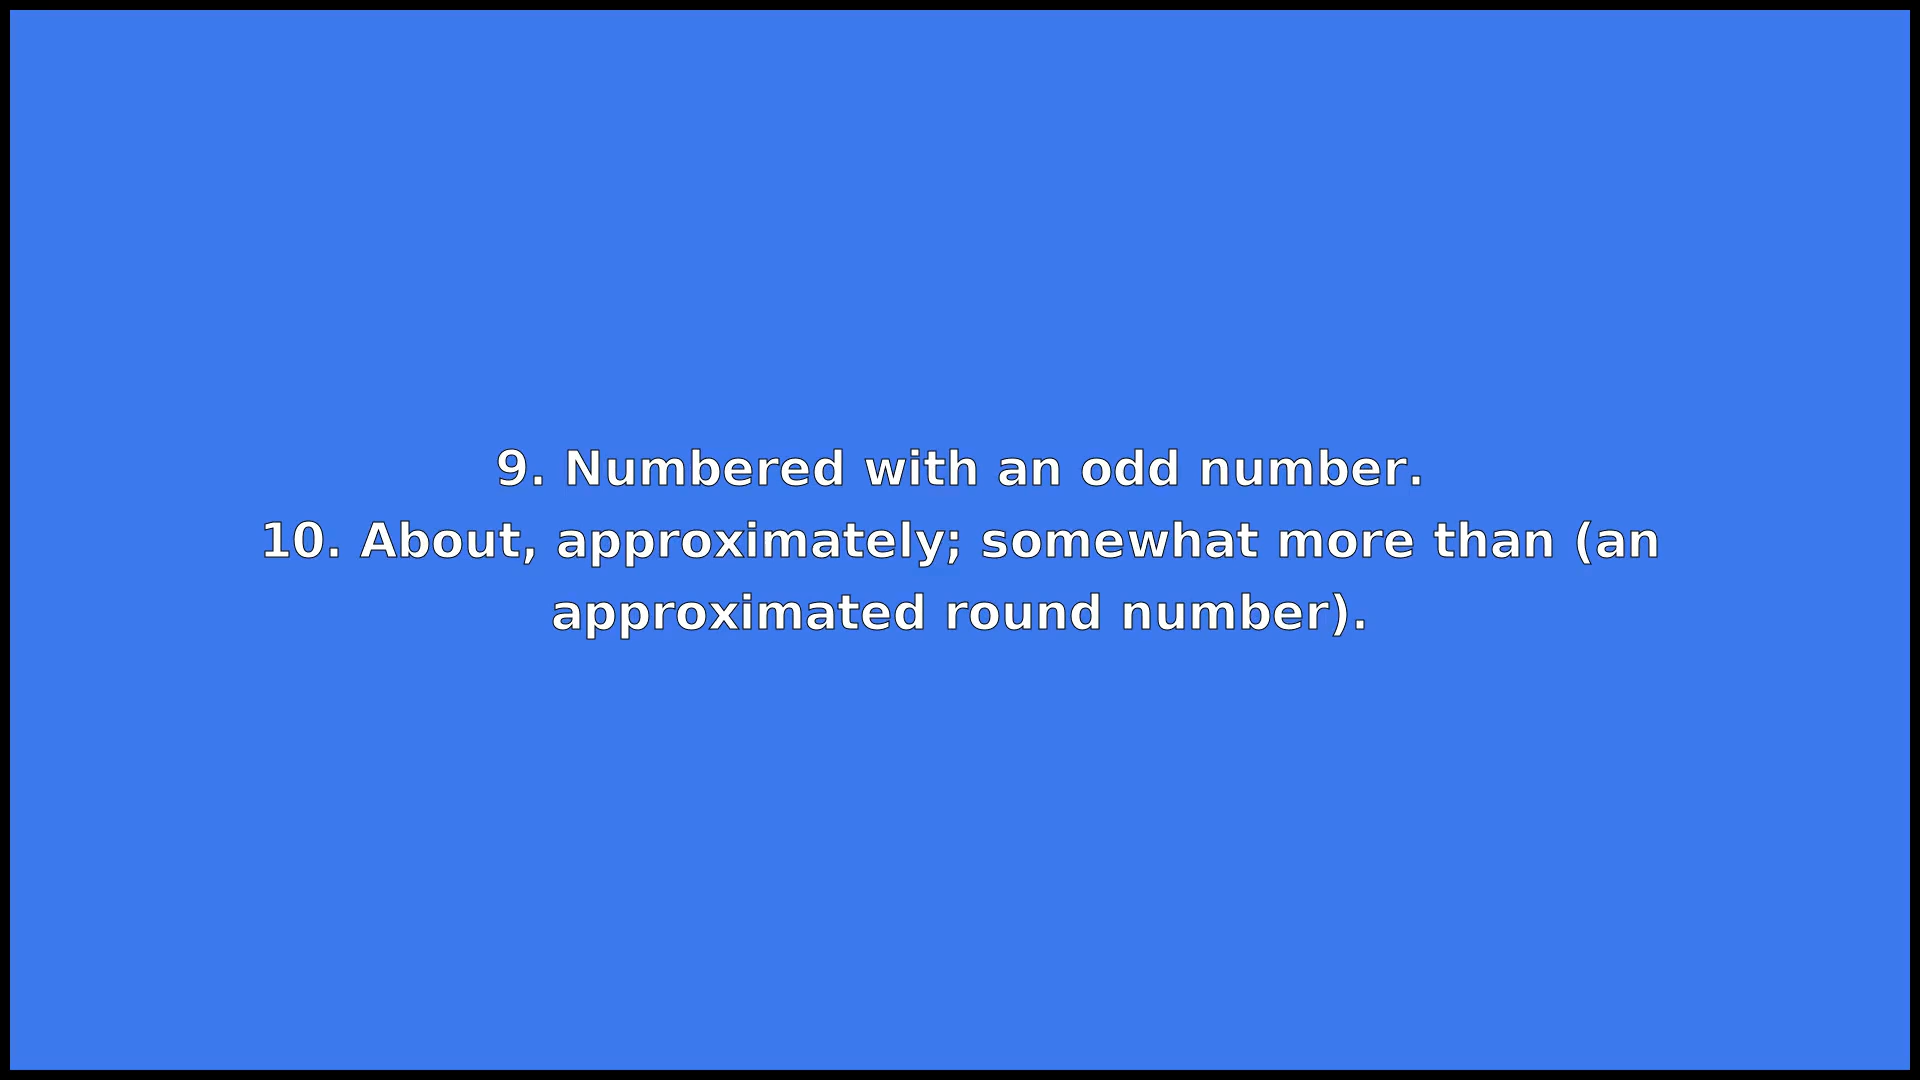 9. Numbered with an odd number.
10. About, approximately; somewhat more than (an
approximated round number).